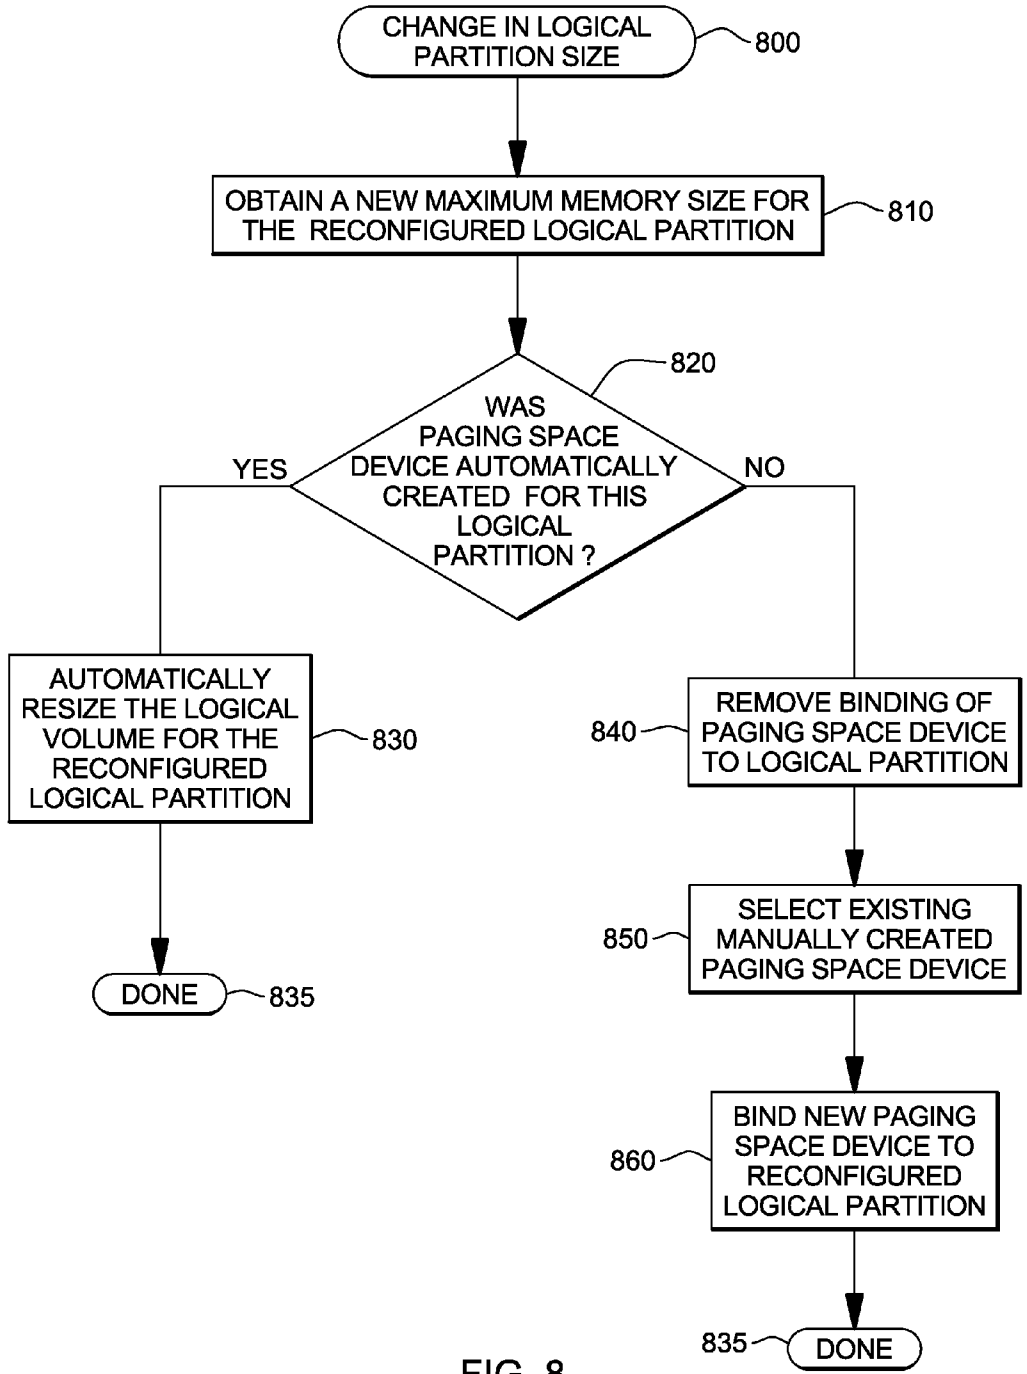 CHANGE IN LOGICAL
PARTITION SIZE
800
OBTAIN A NEW MAXIMUM MEMORY SIZE FOR
THE RECONFIGURED LOGICAL PARTITION
810
820
WAS
PAGING SPACE
DEVICE AUTOMATICALLY
CREATED FOR THIS
LOGICAL
PARTITION ?
YES
NO
AUTOMATICALLY
RESIZE THE LOGICAL
VOLUME FOR THE
RECONFIGURED
LOGICAL PARTITION
830
DONE
835
840
REMOVE BINDING OF
PAGING SPACE DEVICE
TO LOGICAL PARTITION
850
SELECT EXISTING
MANUALLY CREATED
PAGING SPACE DEVICE
860
BIND NEW PAGING
SPACE DEVICE TO
RECONFIGURED
LOGICAL PARTITION
835
DONE
FIG. 8